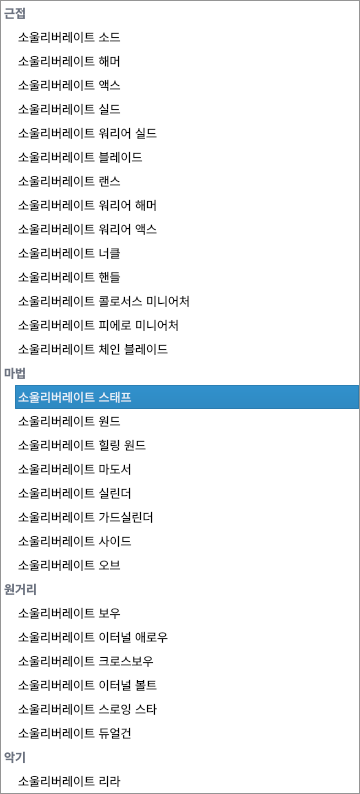 근접
소울리버레이트 소드
소울리버레이트 해머
소울리버레이트 액스
소울리버레이트 실드
소울리버레이트 워리어 실드
소울리버레이트 블레이드
소울리버레이트 랜스
소울리버레이트 워리어 해머
소울리버레이트 워리어 액스
소울리버레이트 너클
소울리버레이트 핸들
소울리버레이트 콜로서스 미니어처
소울리버레이트 피에로 미니어처
소울리버레이트 체인 블레이드
마법
소울리버레이트 스태프
소울리버레이트 원드
소울리버레이트 힐링 원드
소울리버레이트 마도서
소울리버레이트 실린더
소울리버레이트 가드실린더
소울리버레이트 사이드
소울리버레이트 오브
원거리
소울리버레이트 보우
소울리버레이트 이터널 애로우
소울리버레이트 크로스보우
소울리버레이트 이터널 볼트
소울리버레이트 스로잉 스타
소울리버레이트 듀얼건
악기
소울리버레이트 리라